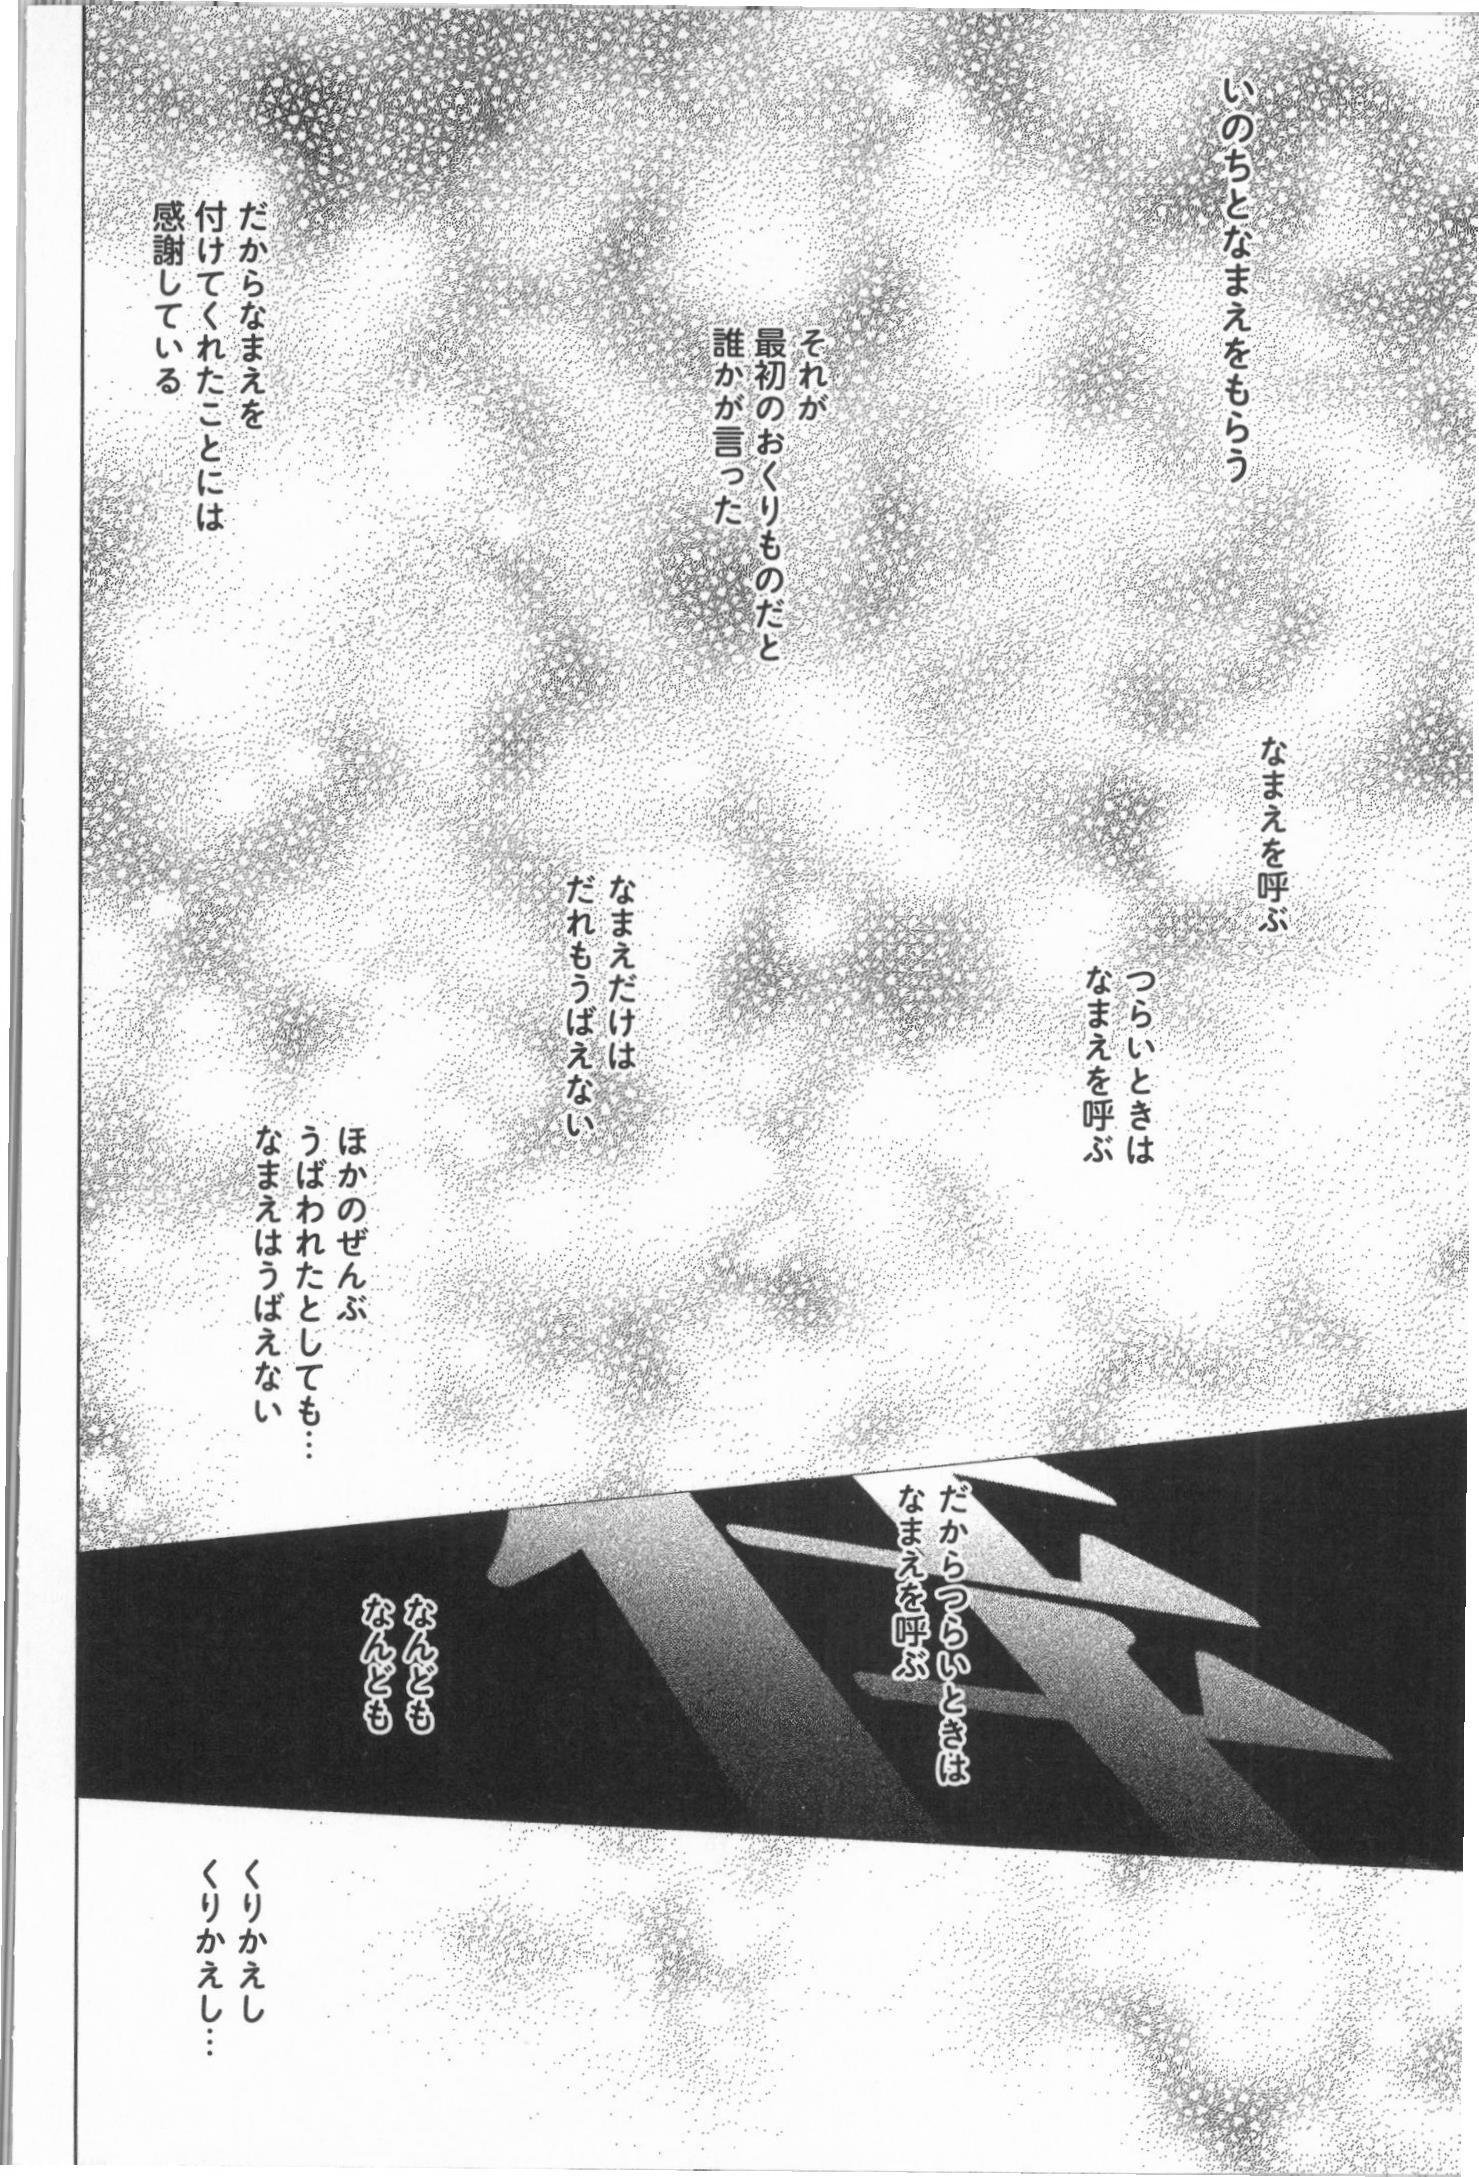 いのちとなまえをもらう
それが
最初のおくりものだと
誰かが言った
だからなまえを
付けてくれたことには
感謝している
なまえを呼ぶ
つらいときは
なまえを呼ぶ
なまえだけは
だれもうばえない
ほかのぜんぶ
うばわれたとしても…
なまえはうばえない
だからつらいときは
なまえを呼ぶ
なんども
なんども
くりかえし
くりかえし…